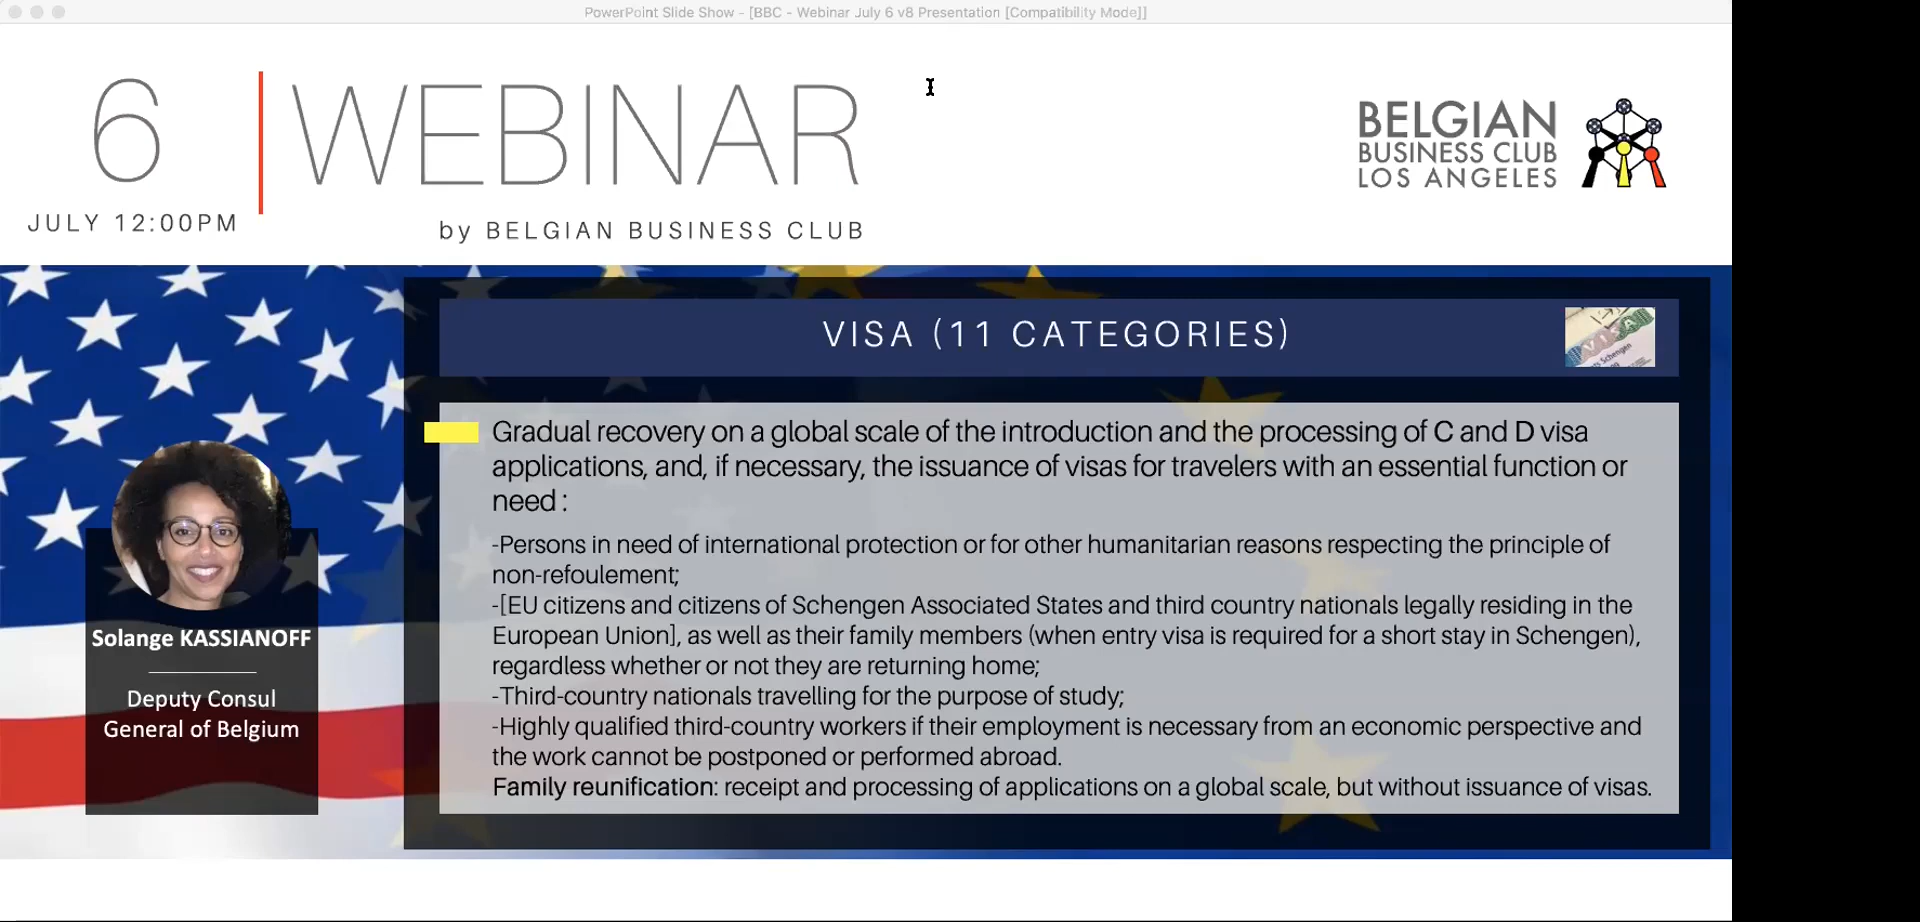 PowerPoint Slide Show - [BBC - Webinar July 6 v8 Presentation [Compatibility Mode]]
6
JULY 12:00PM
WEBINAR
by BELGIAN BUSINESS CLUB
BELGIAN
BUSINESS CLUB
LOS ANGELES
VISA (11 CATEGORIES)
VISA
Schengen
Gradual recovery on a global scale of the introduction and the processing of C and D visa
applications, and, if necessary, the issuance of visas for travelers with an essential function or
need :
-Persons in need of international protection or for other humanitarian reasons respecting the principle of
non-refoulement;
-[EU citizens and citizens of Schengen Associated States and third country nationals legally residing in the
European Union], as well as their family members (when entry visa is required for a short stay in Schengen),
regardless whether or not they are returning home;
-Third-country nationals travelling for the purpose of study;
-Highly qualified third-country workers if their employment is necessary from an economic perspective and
the work cannot be postponed or performed abroad.
Family reunification: receipt and processing of applications on a global scale, but without issuance of visas.
Solange KASSIANOFF
Deputy Consul
General of Belgium